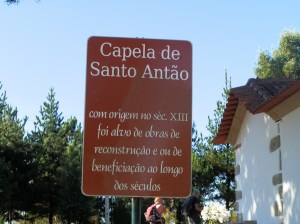 Capela de
Santo Antão
com origem no séc. XIII
foi alvo de obras de
reconstrução e ou de
beneficiação ao longo
dos séculos